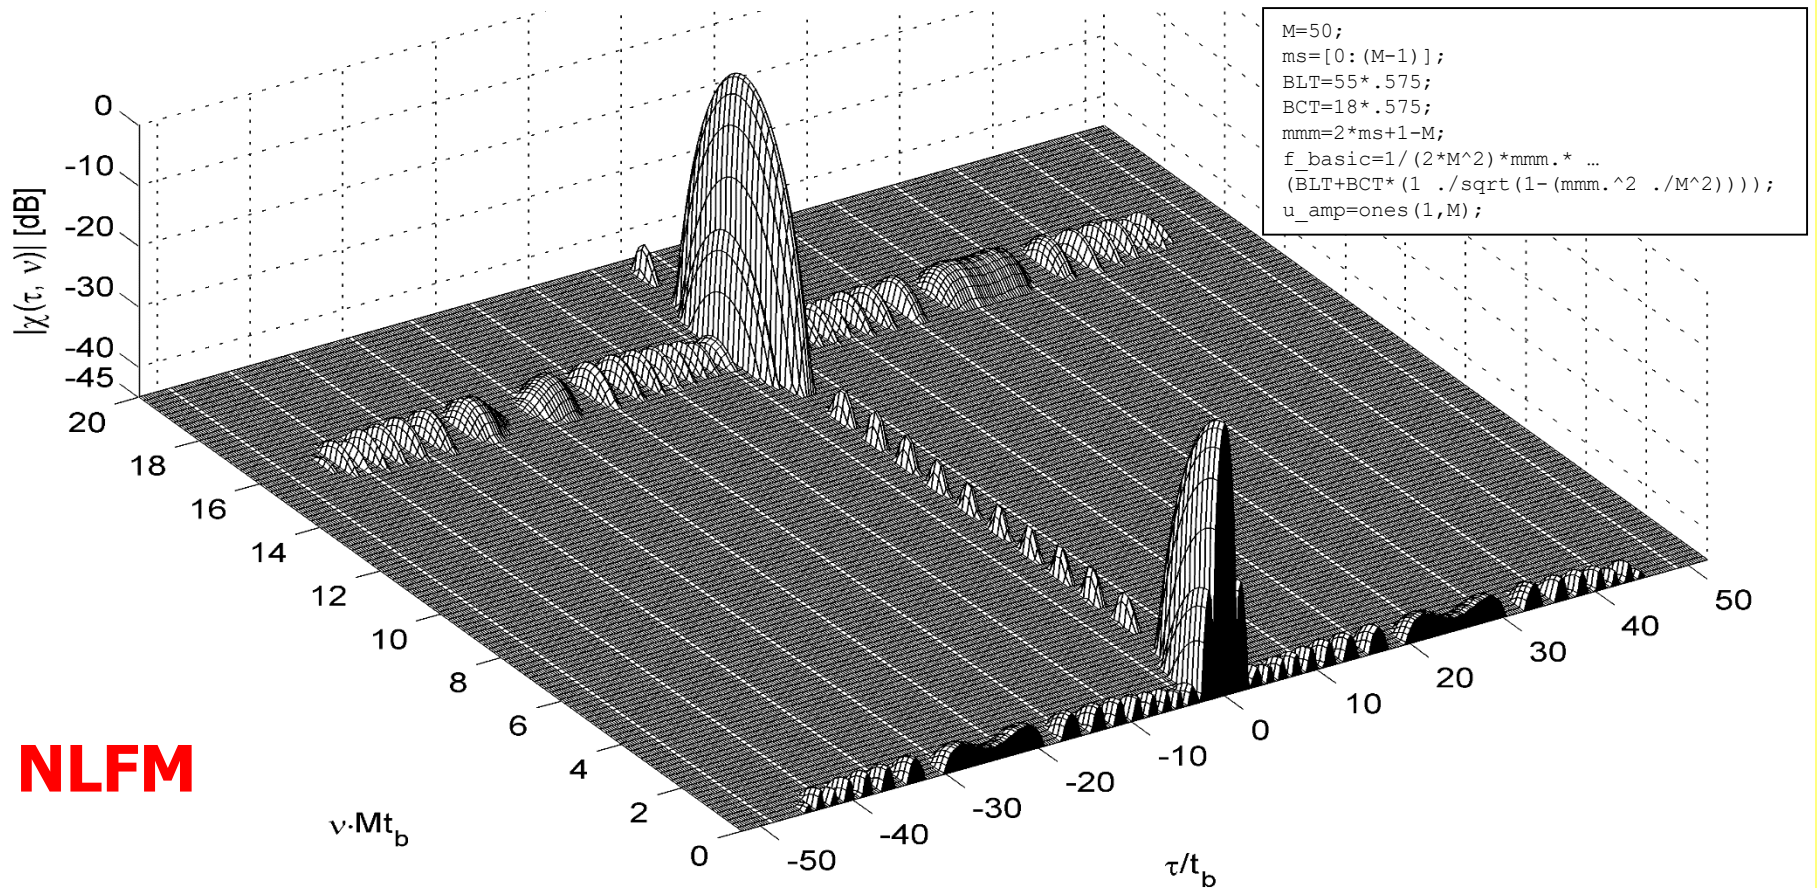 M=50;
ms=[0:(M-1)];
BLT=55*.575;
BCT=18*.575;
mmm=2*ms+1-M;
f_basic=1/(2*M^2)*mmm.* …
(BLT+BCT*(1 ./sqrt(1-(mmm.^2 ./M^2))));
u_amp=ones(1,M);
0
-10
-20
-30
-40
-45
|χ(τ, ν)| [dB]
20
18
16
14
12
10
8
6
4
2
0
ν·Mt_b
-50
-40
-30
-20
-10
0
10
20
30
40
50
τ/t_b
NLFM